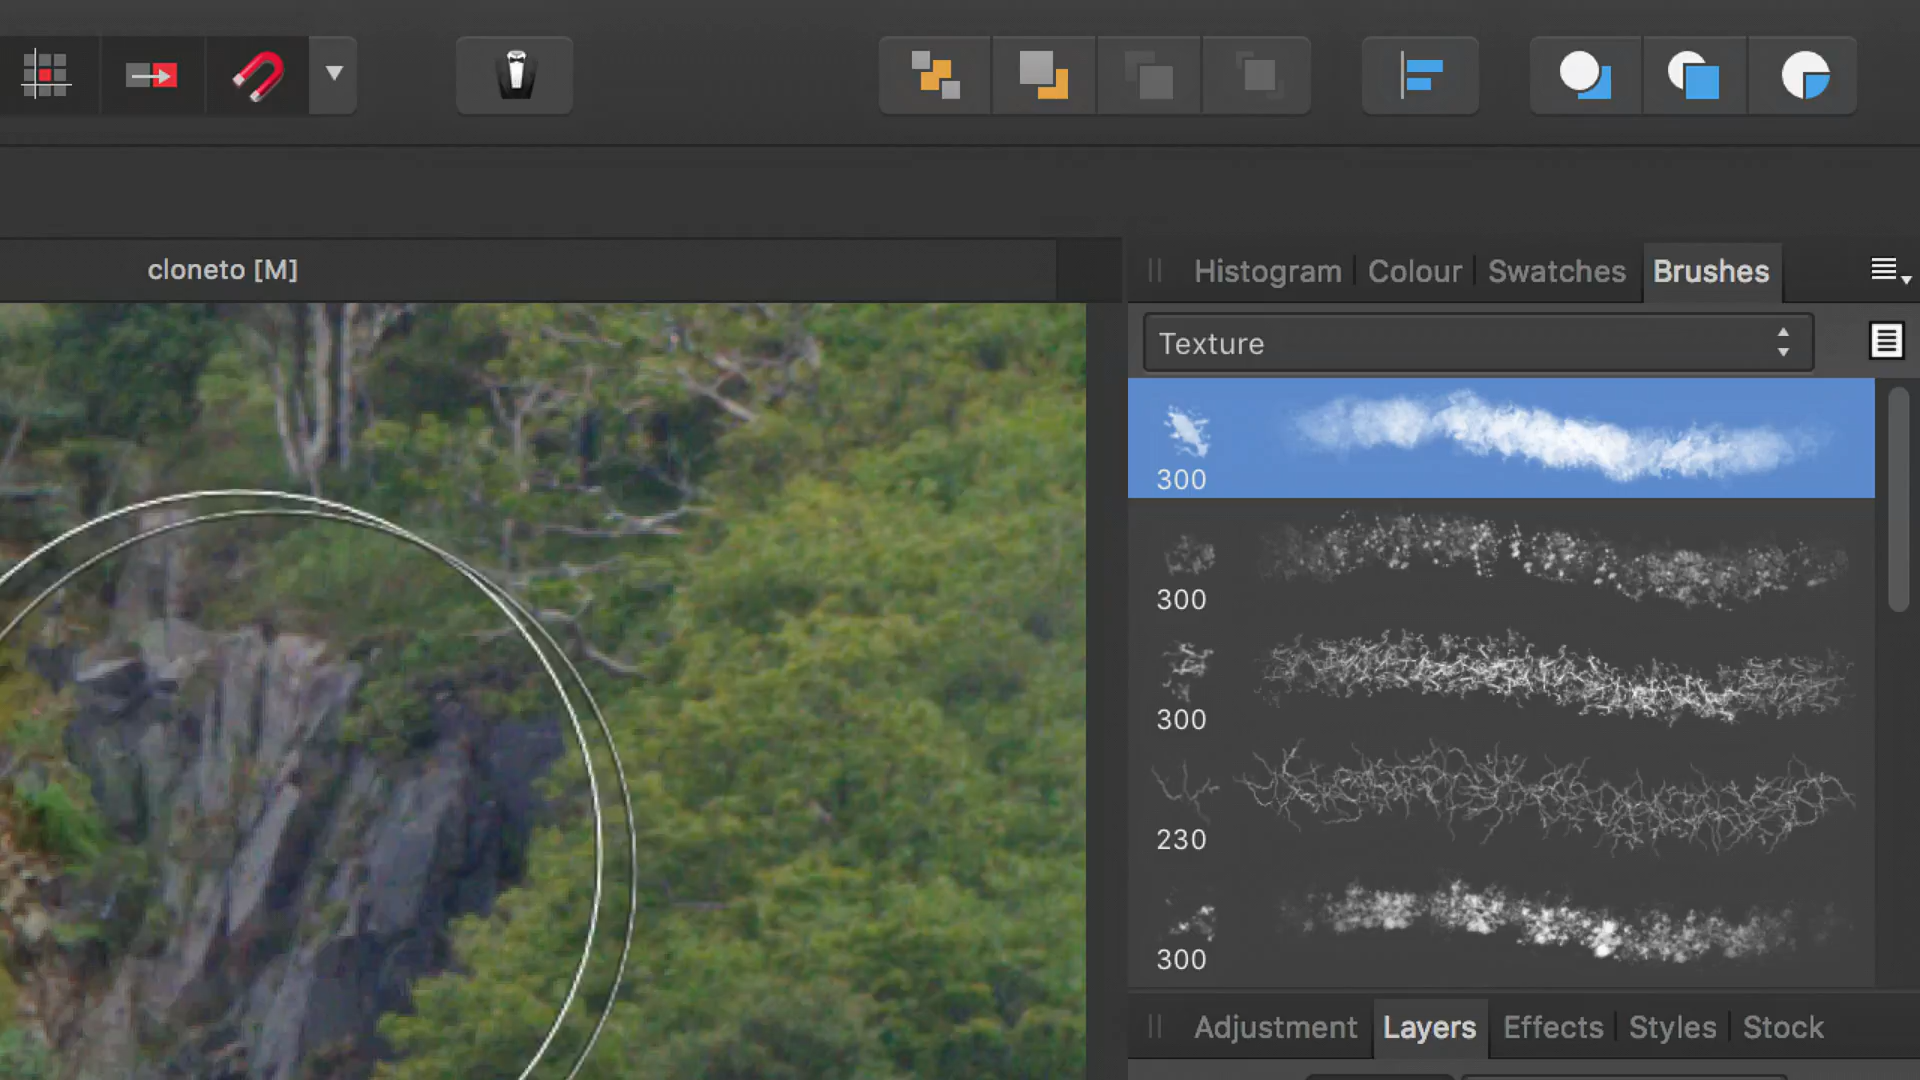 cloneto [M]
Histogram Colour Swatches Brushes
Texture
300
300
300
230
300
Adjustment Layers Effects Styles Stock